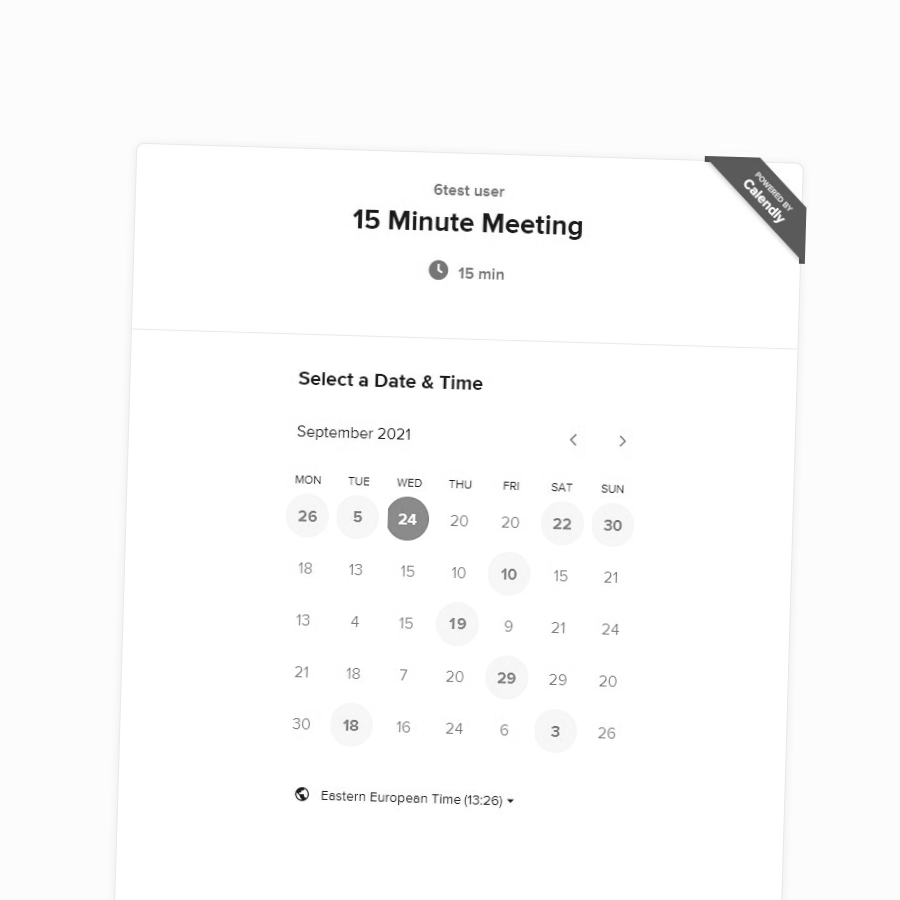 POWERED BY
Calendly
6test user
15 Minute Meeting
15 min
Select a Date & Time
September 2021
MON TUE WED THU FRI SAT SUN
26 5 24 20 20 22 30
18 13 15 10 10 15 21
13 4 15 19 9 21 24
21 18 7 20 29 29 20
30 18 16 24 6 3 26
Eastern European Time (13:26)